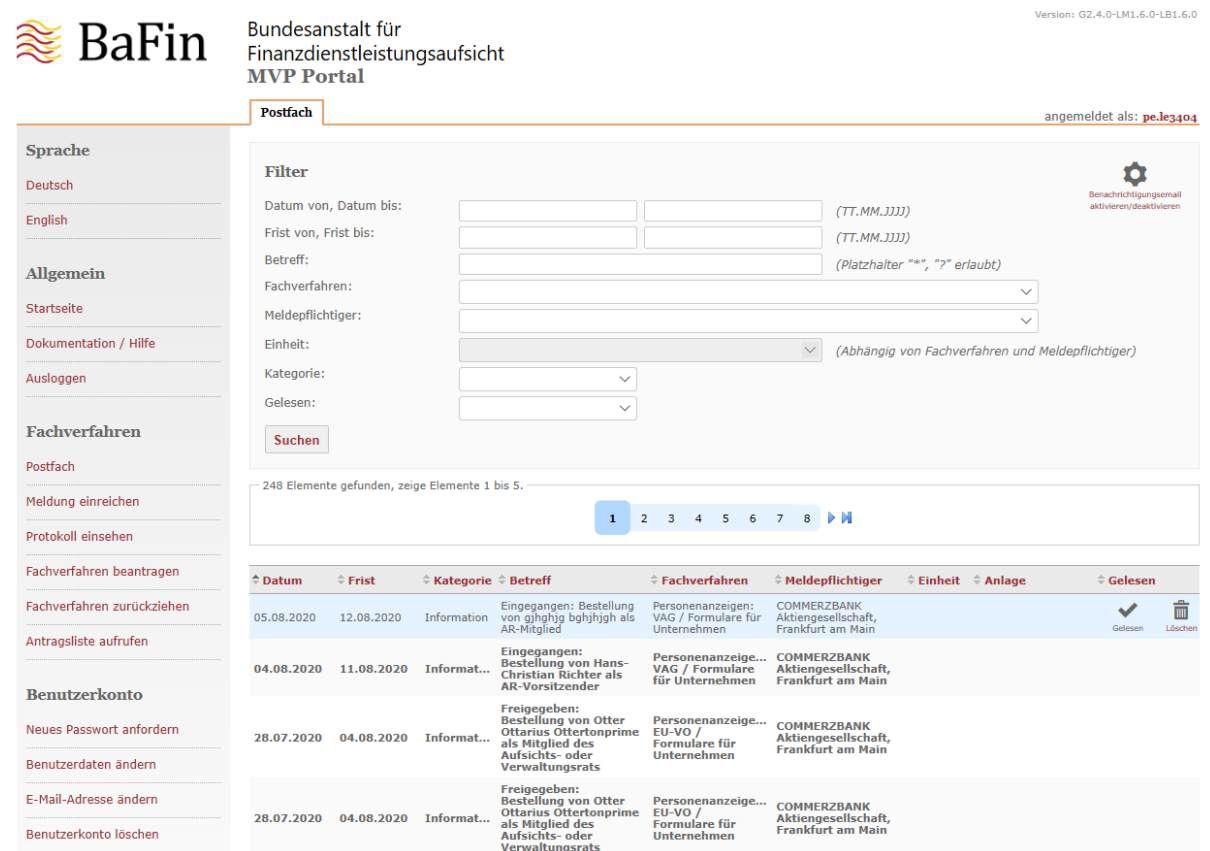 Version: G2.4.0-LM1.6.0-LB1.6.0
BaFin
Bundesanstalt für
Finanzdienstleistungsaufsicht
MVP Portal
Postfach
angemeldet als: pe.le3404
Sprache
Deutsch
English
Allgemein
Startseite
Dokumentation / Hilfe
Ausloggen
Fachverfahren
Postfach
Meldung einreichen
Protokoll einsehen
Fachverfahren beantragen
Fachverfahren zurückziehen
Antragsliste aufrufen
Benutzerkonto
Neues Passwort anfordern
Benutzerdaten ändern
E-Mail-Adresse ändern
Benutzerkonto löschen
Filter
Benachrichtigungsemail
aktivieren/deaktivieren
Datum von, Datum bis: (TT.MM.JJJJ)
Frist von, Frist bis: (TT.MM.JJJJ)
Betreff: (Platzhalter "*", "?" erlaubt)
Fachverfahren:
Meldepflichtiger:
Einheit: (Abhängig von Fachverfahren und Meldepflichtiger)
Kategorie:
Gelesen:
Suchen
248 Elemente gefunden, zeige Elemente 1 bis 5.
1 2 3 4 5 6 7 8
Datum Frist Kategorie Betreff Fachverfahren Meldepflichtiger Einheit Anlage Gelesen
05.08.2020 12.08.2020 Information
Eingegangen: Bestellung
von gjhghjg bghjhjgh als
AR-Mitglied
Personenanzeigen:
VAG / Formulare für
Unternehmen
COMMERZBANK
Aktiengesellschaft,
Frankfurt am Main
Gelesen
Löschen
04.08.2020 11.08.2020 Informat...
Eingegangen:
Bestellung von Hans-
Christian Richter als
AR-Vorsitzender
Personenanzeige...
VAG / Formulare
für Unternehmen
COMMERZBANK
Aktiengesellschaft,
Frankfurt am Main
28.07.2020 04.08.2020 Informat...
Freigegeben:
Bestellung von Otter
Ottarius Ottertonprime
als Mitglied des
Aufsichts- oder
Verwaltungsrats
Personenanzeige...
EU-VO /
Formulare für
Unternehmen
COMMERZBANK
Aktiengesellschaft,
Frankfurt am Main
28.07.2020 04.08.2020 Informat...
Freigegeben:
Bestellung von Otter
Ottarius Ottertonprime
als Mitglied des
Aufsichts- oder
Verwaltungsrats
Personenanzeige...
EU-VO /
Formulare für
Unternehmen
COMMERZBANK
Aktiengesellschaft,
Frankfurt am Main